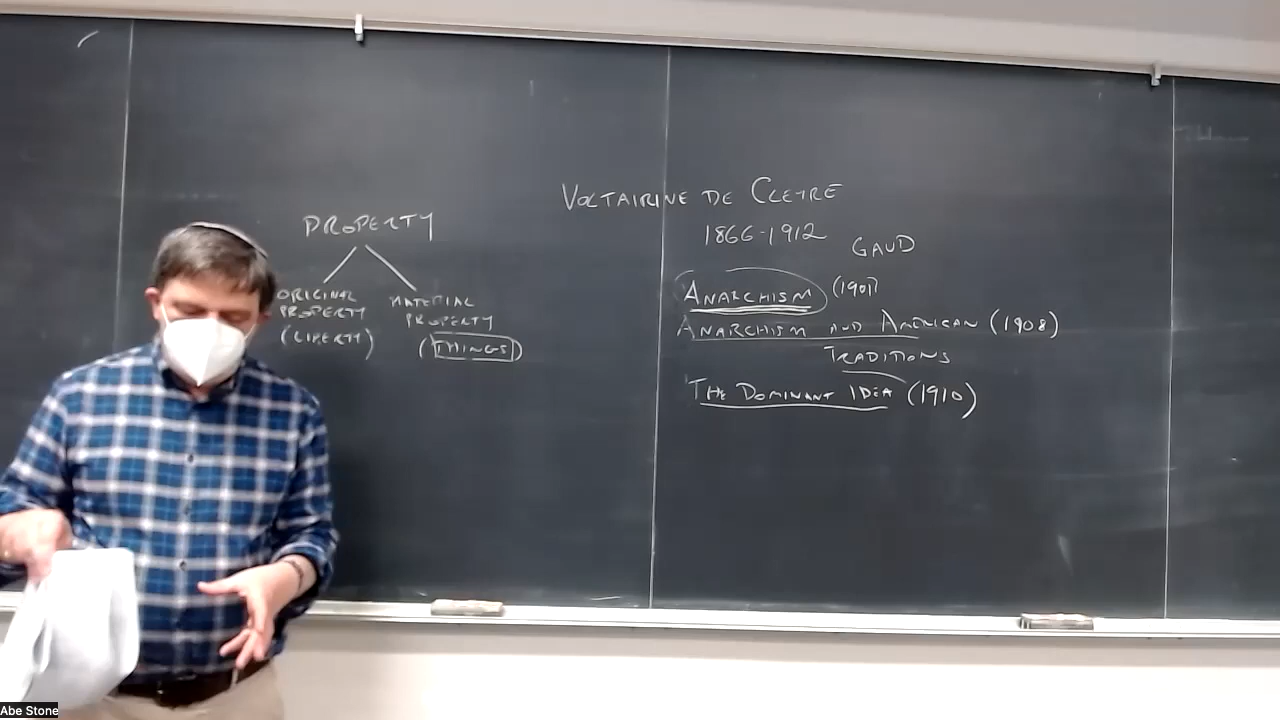 PROPERTY
ORIGINAL PROPERTY
(LIBERTY)
MATERIAL PROPERTY
(THINGS)
VOLTAIRINE DE CLEYRE
1866-1912
GAUD
ANARCHISM (1901)
ANARCHISM AND AMERICAN (1908)
TRADITIONS
THE DOMINANT IDEA (1910)
Abe Stone